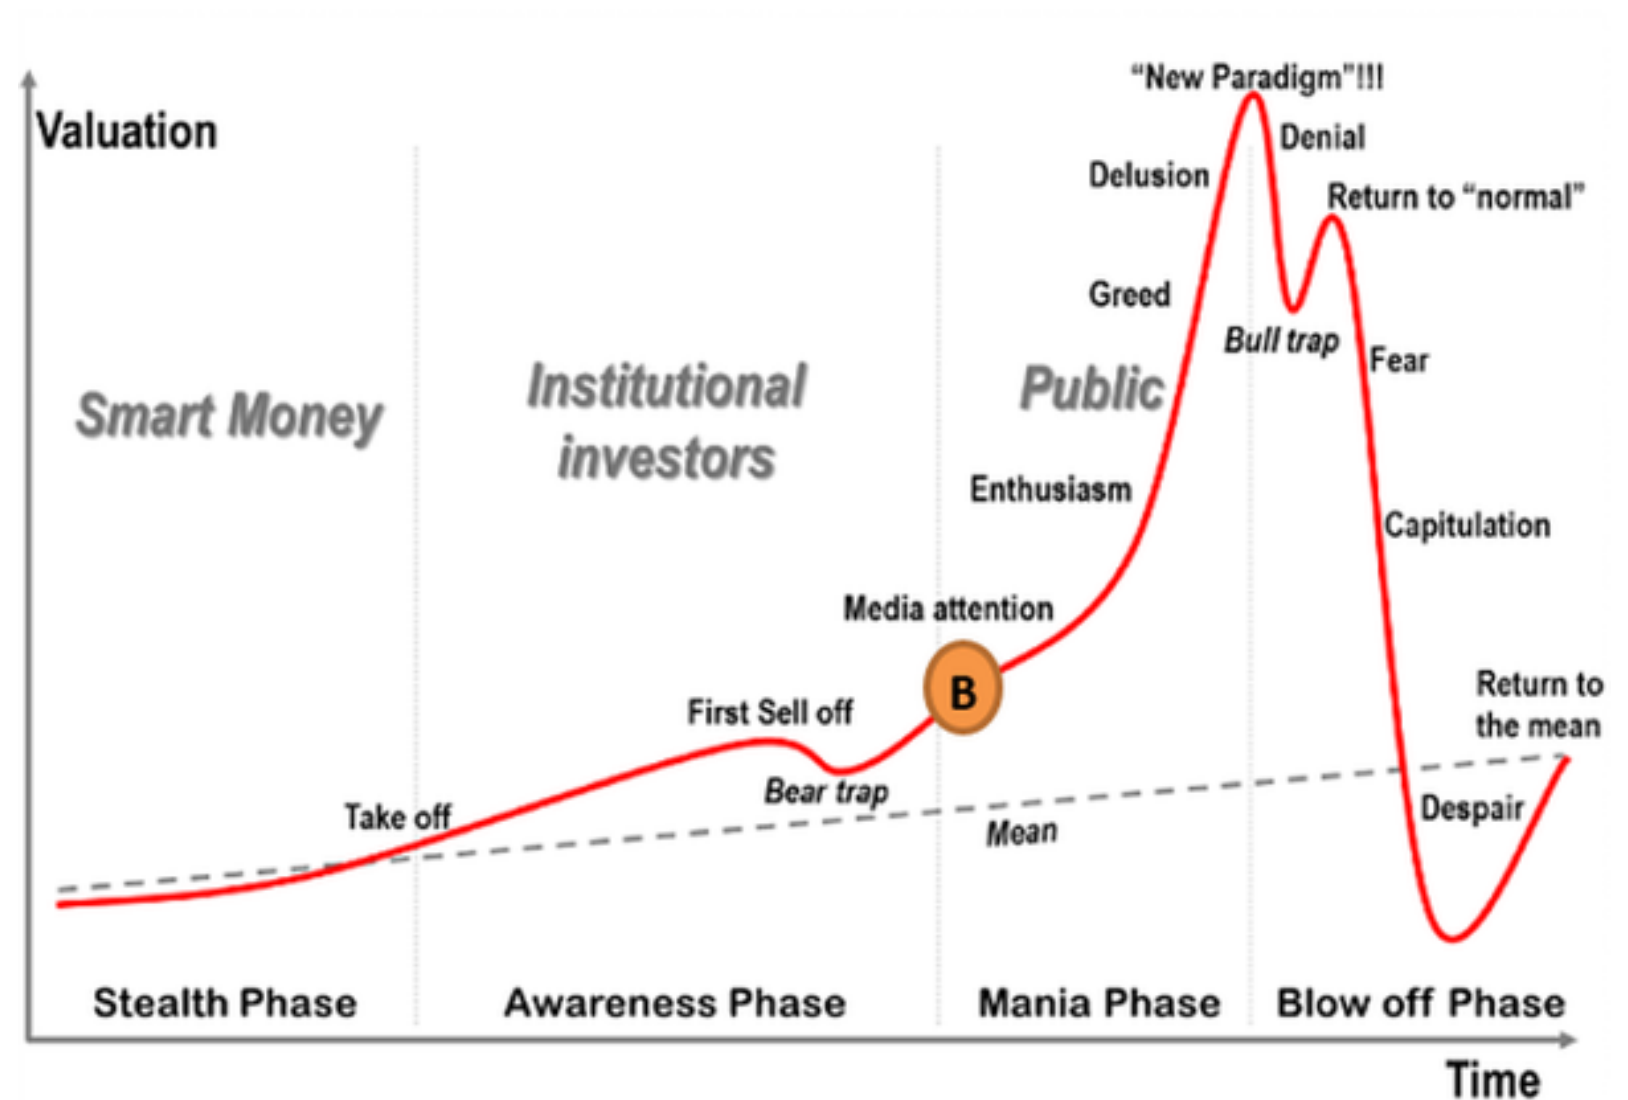 “New Paradigm”!!!
Valuation
Denial
Delusion
Return to “normal”
Greed
Bull trap
Fear
Smart Money
Institutional
investors
Public
Enthusiasm
Capitulation
Media attention
B
First Sell off
Return to
the mean
Bear trap
Take off
Mean
Despair
Stealth Phase
Awareness Phase
Mania Phase
Blow off Phase
Time